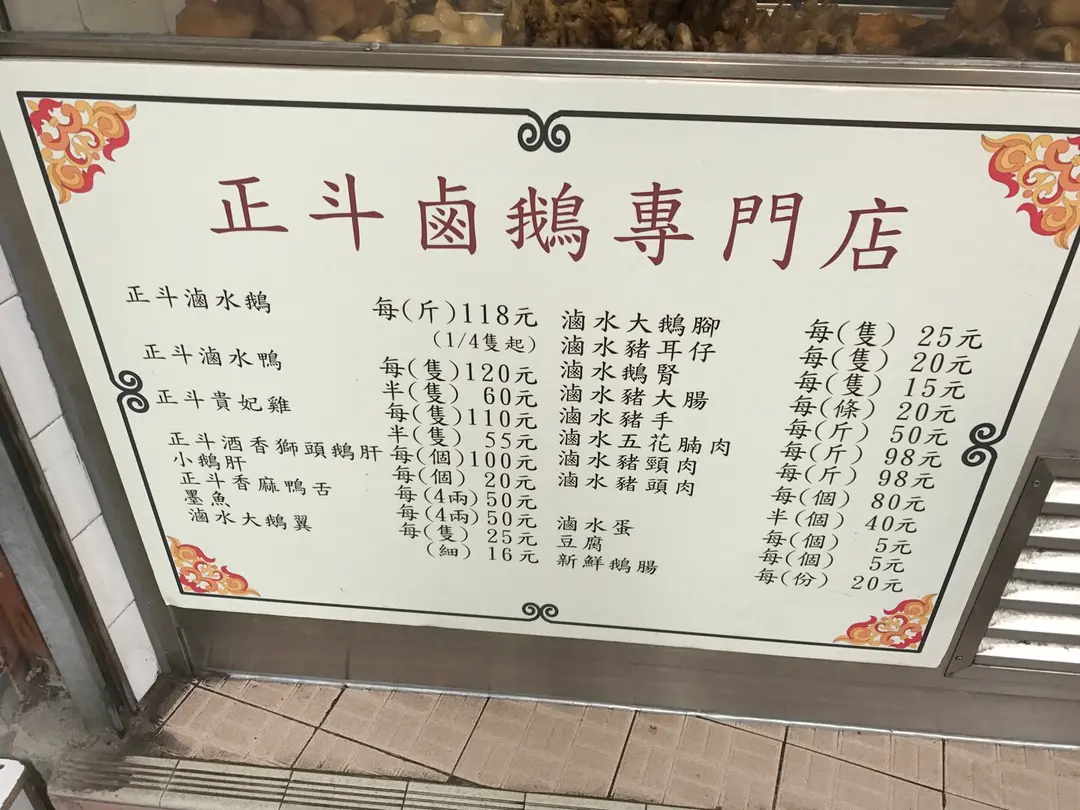 正斗鹵鵝專門店
正斗滷水鵝 每(斤)118元
(1/4隻起)
正斗滷水鴨 每(隻)120元
半(隻) 60元
正斗貴妃雞 每(隻)110元
半(隻) 55元
正斗酒香獅頭鵝肝 每(個)100元
小鵝肝 每(個) 20元
正斗香麻鴨舌 每(4兩)50元
墨魚 每(4兩)50元
滷水大鵝翼 每(隻) 25元
(細) 16元
滷水大鵝腳 每(隻) 25元
滷水豬耳仔 每(隻) 20元
滷水鵝腎 每(隻) 15元
滷水豬大腸 每(條) 20元
滷水豬手 每(斤) 50元
滷水五花腩肉 每(斤) 98元
滷水豬頸肉 每(斤) 98元
滷水豬頭肉 每(個) 80元
半(個) 40元
滷水蛋 每(個) 5元
豆腐 每(個) 5元
新鮮鵝腸 每(份) 20元